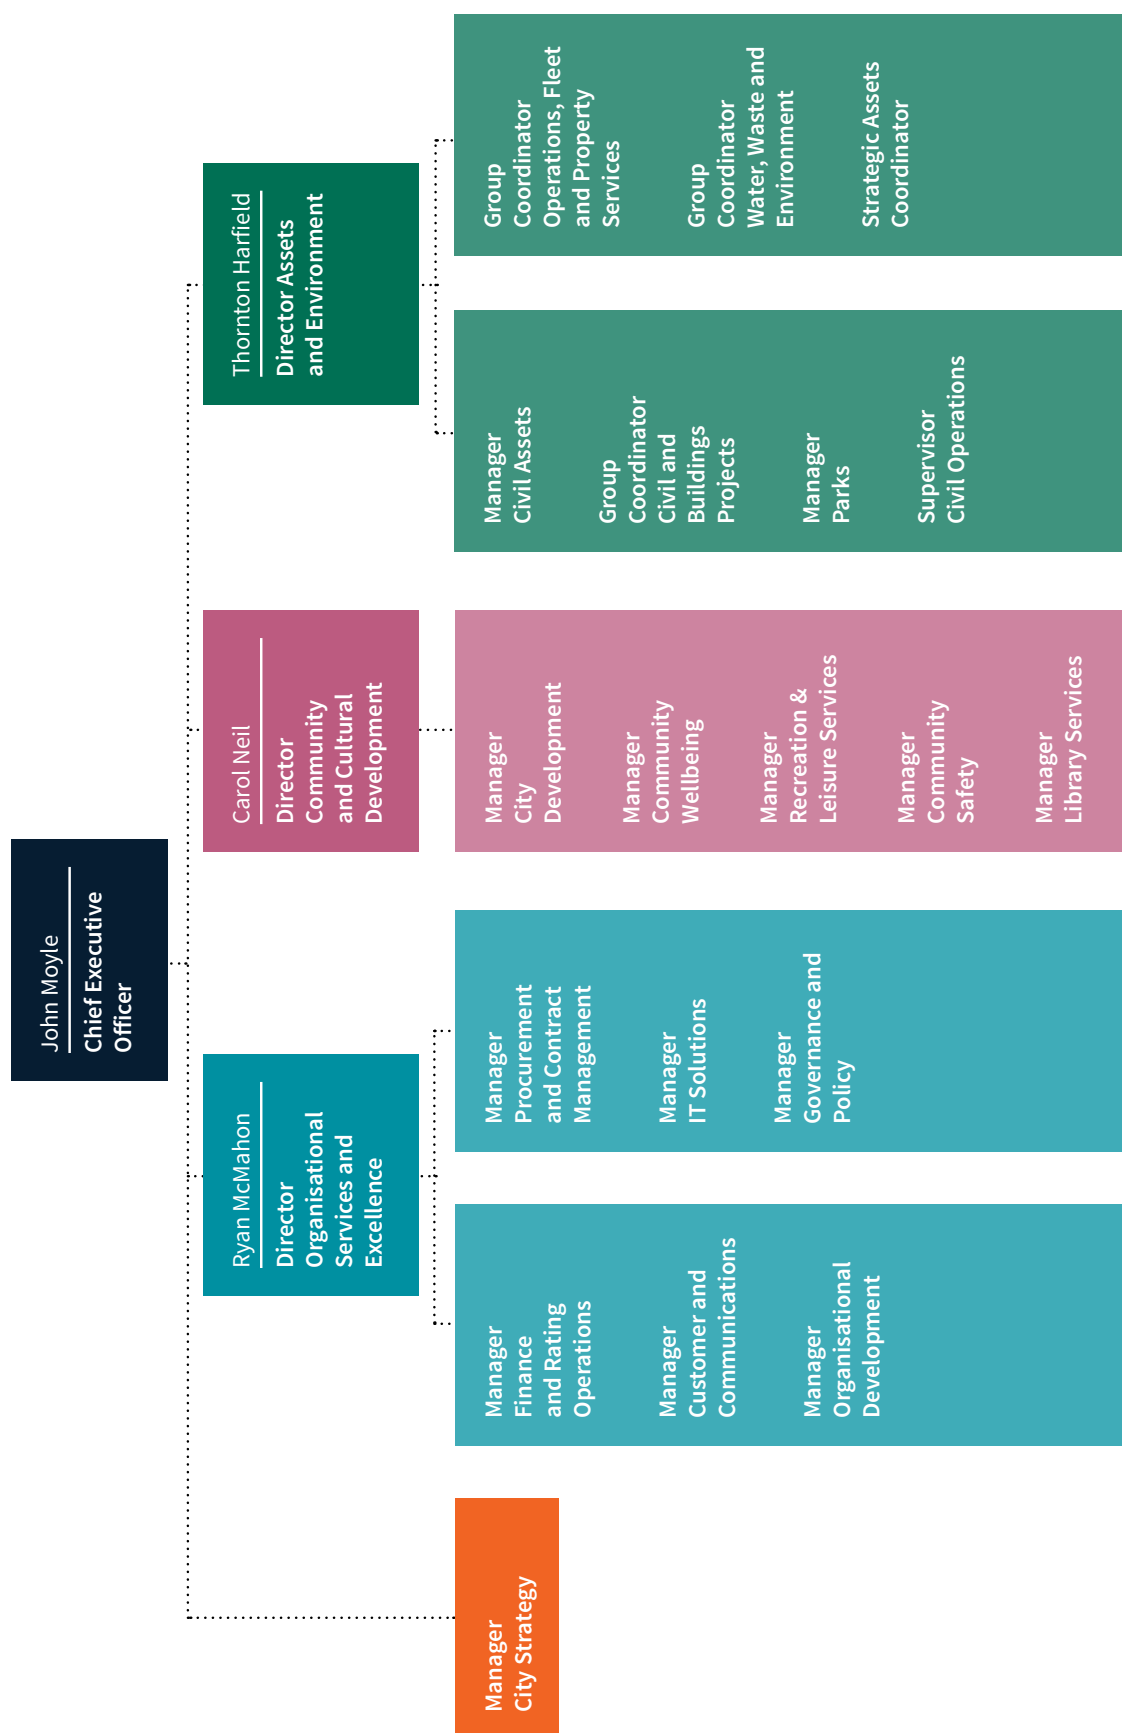 John Moyle
Chief Executive
Officer
Ryan McMahon
Director
Organisational
Services and
Excellence
Carol Neil
Director
Community
and Cultural
Development
Thornton Harfield
Director Assets
and Environment
Manager
City Strategy
Manager
Finance
and Rating
Operations
Manager
Customer and
Communications
Manager
Organisational
Development
Manager
Procurement
and Contract
Management
Manager
IT Solutions
Manager
Governance and
Policy
Manager
City
Development
Manager
Community
Wellbeing
Manager
Recreation &
Leisure Services
Manager
Community
Safety
Manager
Library Services
Manager
Civil Assets
Group
Coordinator
Civil and
Buildings
Projects
Manager
Parks
Supervisor
Civil Operations
Group
Coordinator
Operations, Fleet
and Property
Services
Group
Coordinator
Water, Waste and
Environment
Strategic Assets
Coordinator